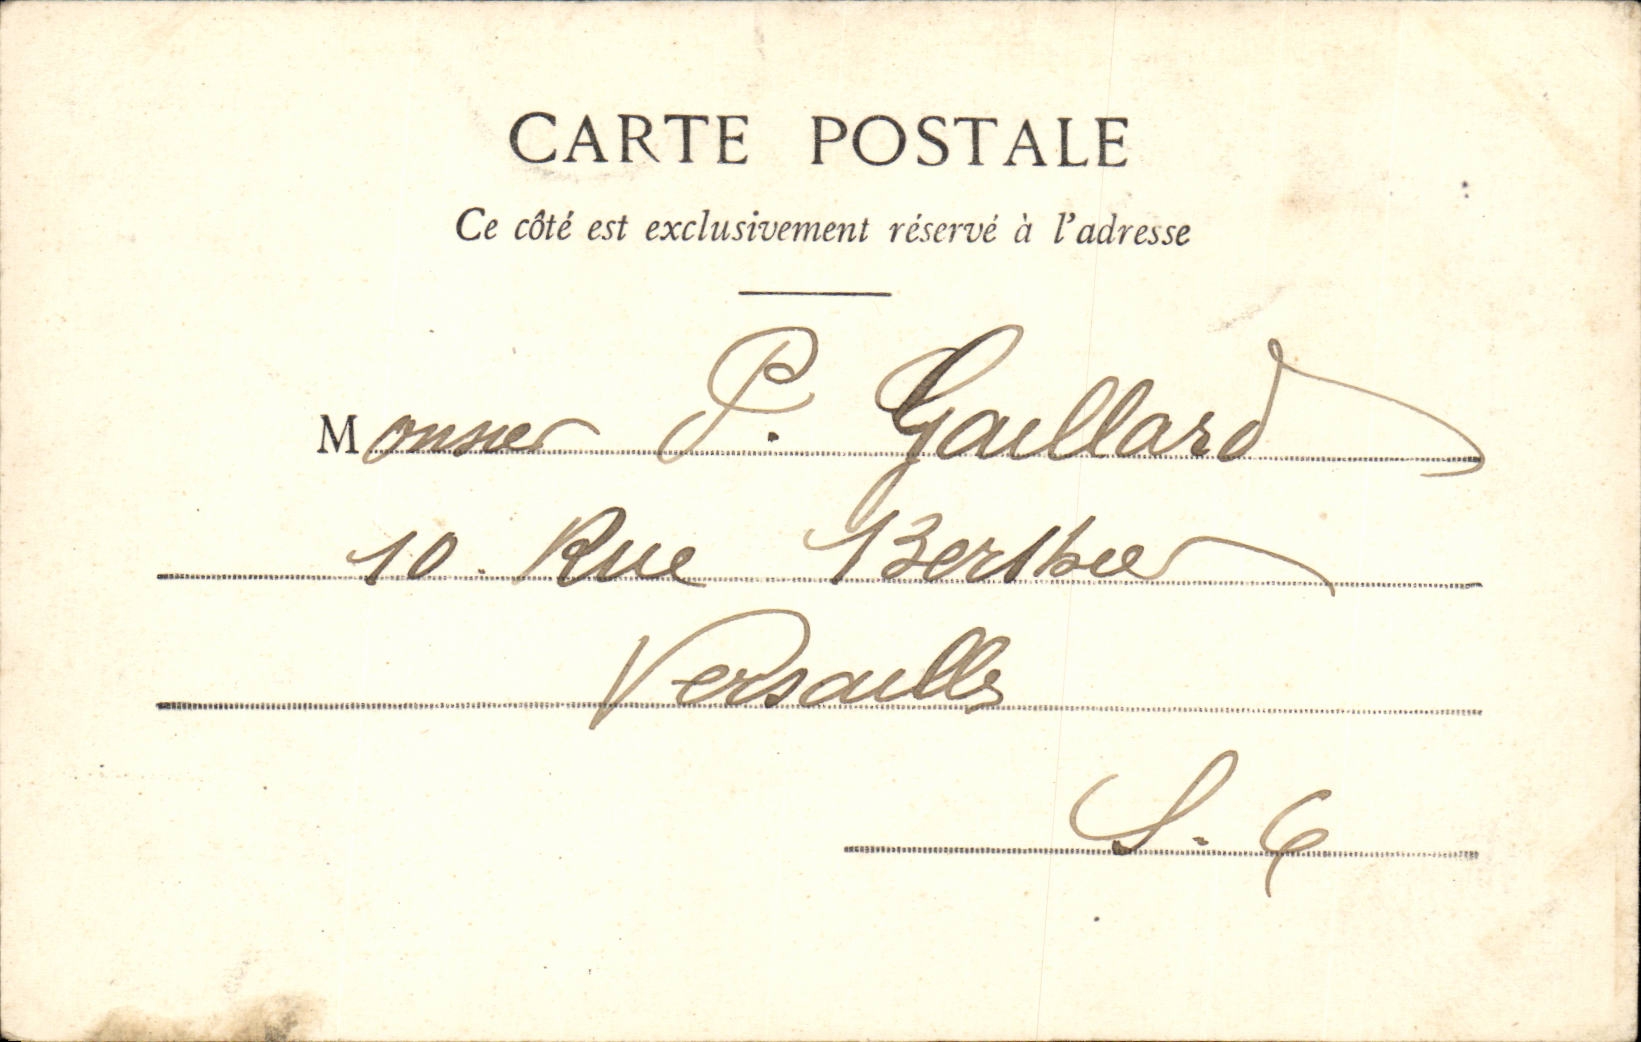 CARTE POSTALE
Ce côté est exclusivement réservé à l'adresse
Monsieur P. Gaillard
10. Rue Berthier
Versailles
S.